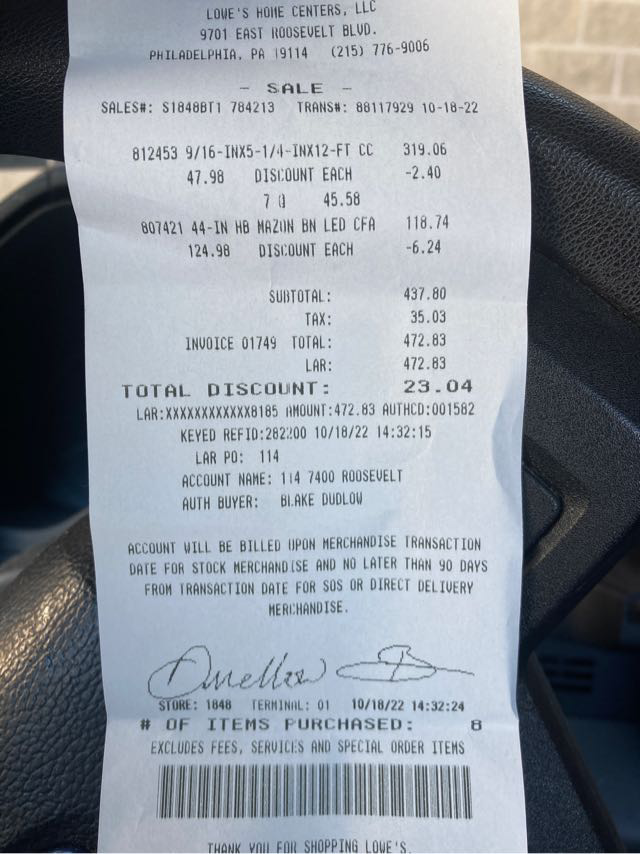 LOWE'S HOME CENTERS, LLC
9701 EAST ROOSEVELT BLVD.
PHILADELPHIA, PA 19114 (215) 776-9006
- SALE -
SALES#: S1848BT1 784213 TRANS#: 88117929 10-18-22
812453 9/16-INX5-1/4-INX12-FT CC 319.06
47.98 DISCOUNT EACH -2.40
7 @ 45.58
807421 44-IN HB MAZON BN LED CFA 118.74
124.98 DISCOUNT EACH -6.24
SUBTOTAL: 437.80
TAX: 35.03
INVOICE 01749 TOTAL: 472.83
LAR: 472.83
TOTAL DISCOUNT: 23.04
LAR:XXXXXXXXXXXX8185 AMOUNT:472.83 AUTHCD:001582
KEYED REFID:282200 10/18/22 14:32:15
LAR PO: 114
ACCOUNT NAME: 114 7400 ROOSEVELT
AUTH BUYER: BLAKE DUDLOW
ACCOUNT WILL BE BILLED UPON MERCHANDISE TRANSACTION
DATE FOR STOCK MERCHANDISE AND NO LATER THAN 90 DAYS
FROM TRANSACTION DATE FOR SOS OR DIRECT DELIVERY
MERCHANDISE.
STORE: 1848 TERMINAL: 01 10/18/22 14:32:24
# OF ITEMS PURCHASED: 8
EXCLUDES FEES, SERVICES AND SPECIAL ORDER ITEMS
THANK YOU FOR SHOPPING LOWE'S.